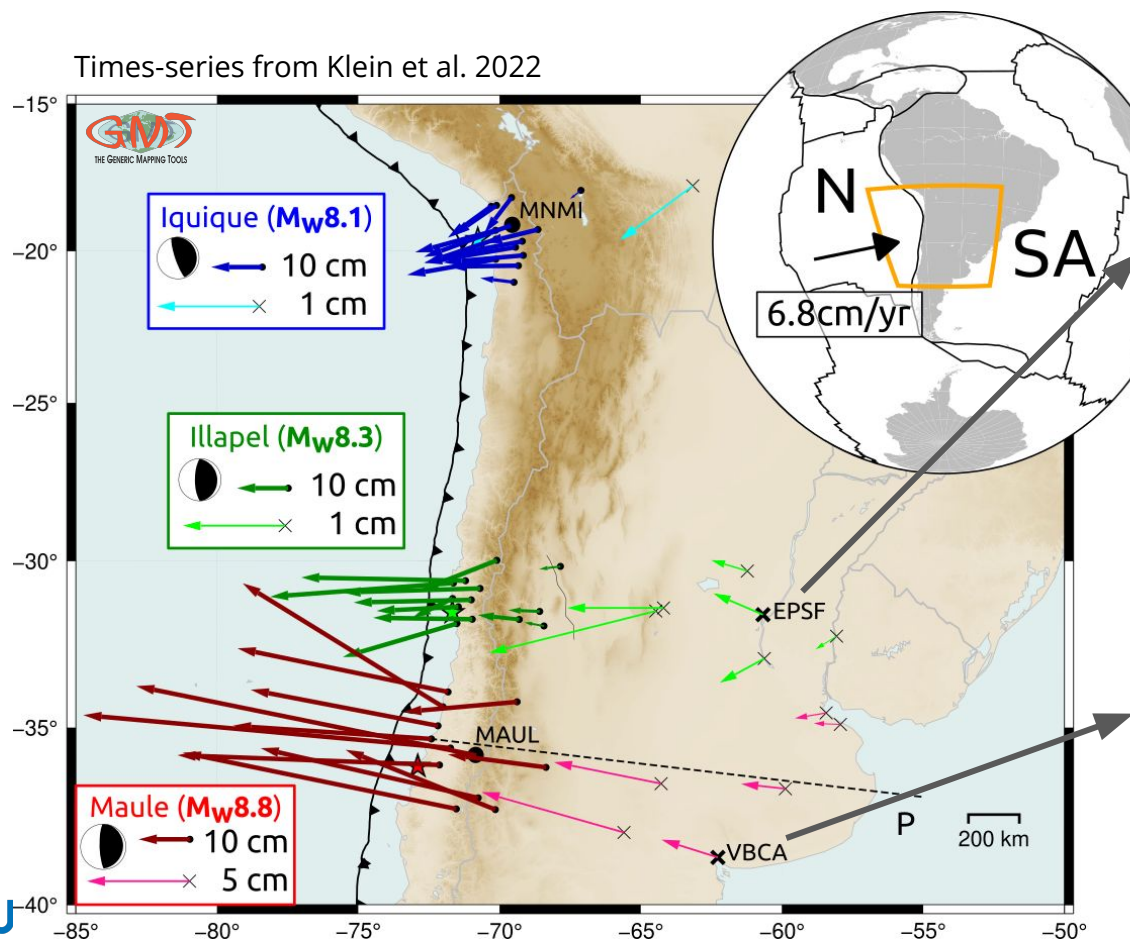 Times-series from Klein et al. 2022
−15°
GMT
THE GENERIC MAPPING TOOLS
Iquique (MW8.1)
10 cm
1 cm
MNMI
N
SA
6.8cm/yr
−20°
−25°
Illapel (MW8.3)
10 cm
1 cm
−30°
EPSF
−35°
MAUL
Maule (MW8.8)
10 cm
5 cm
P
200 km
VBCA
−40°
−85°
−80°
−75°
−70°
−65°
−60°
−55°
−50°